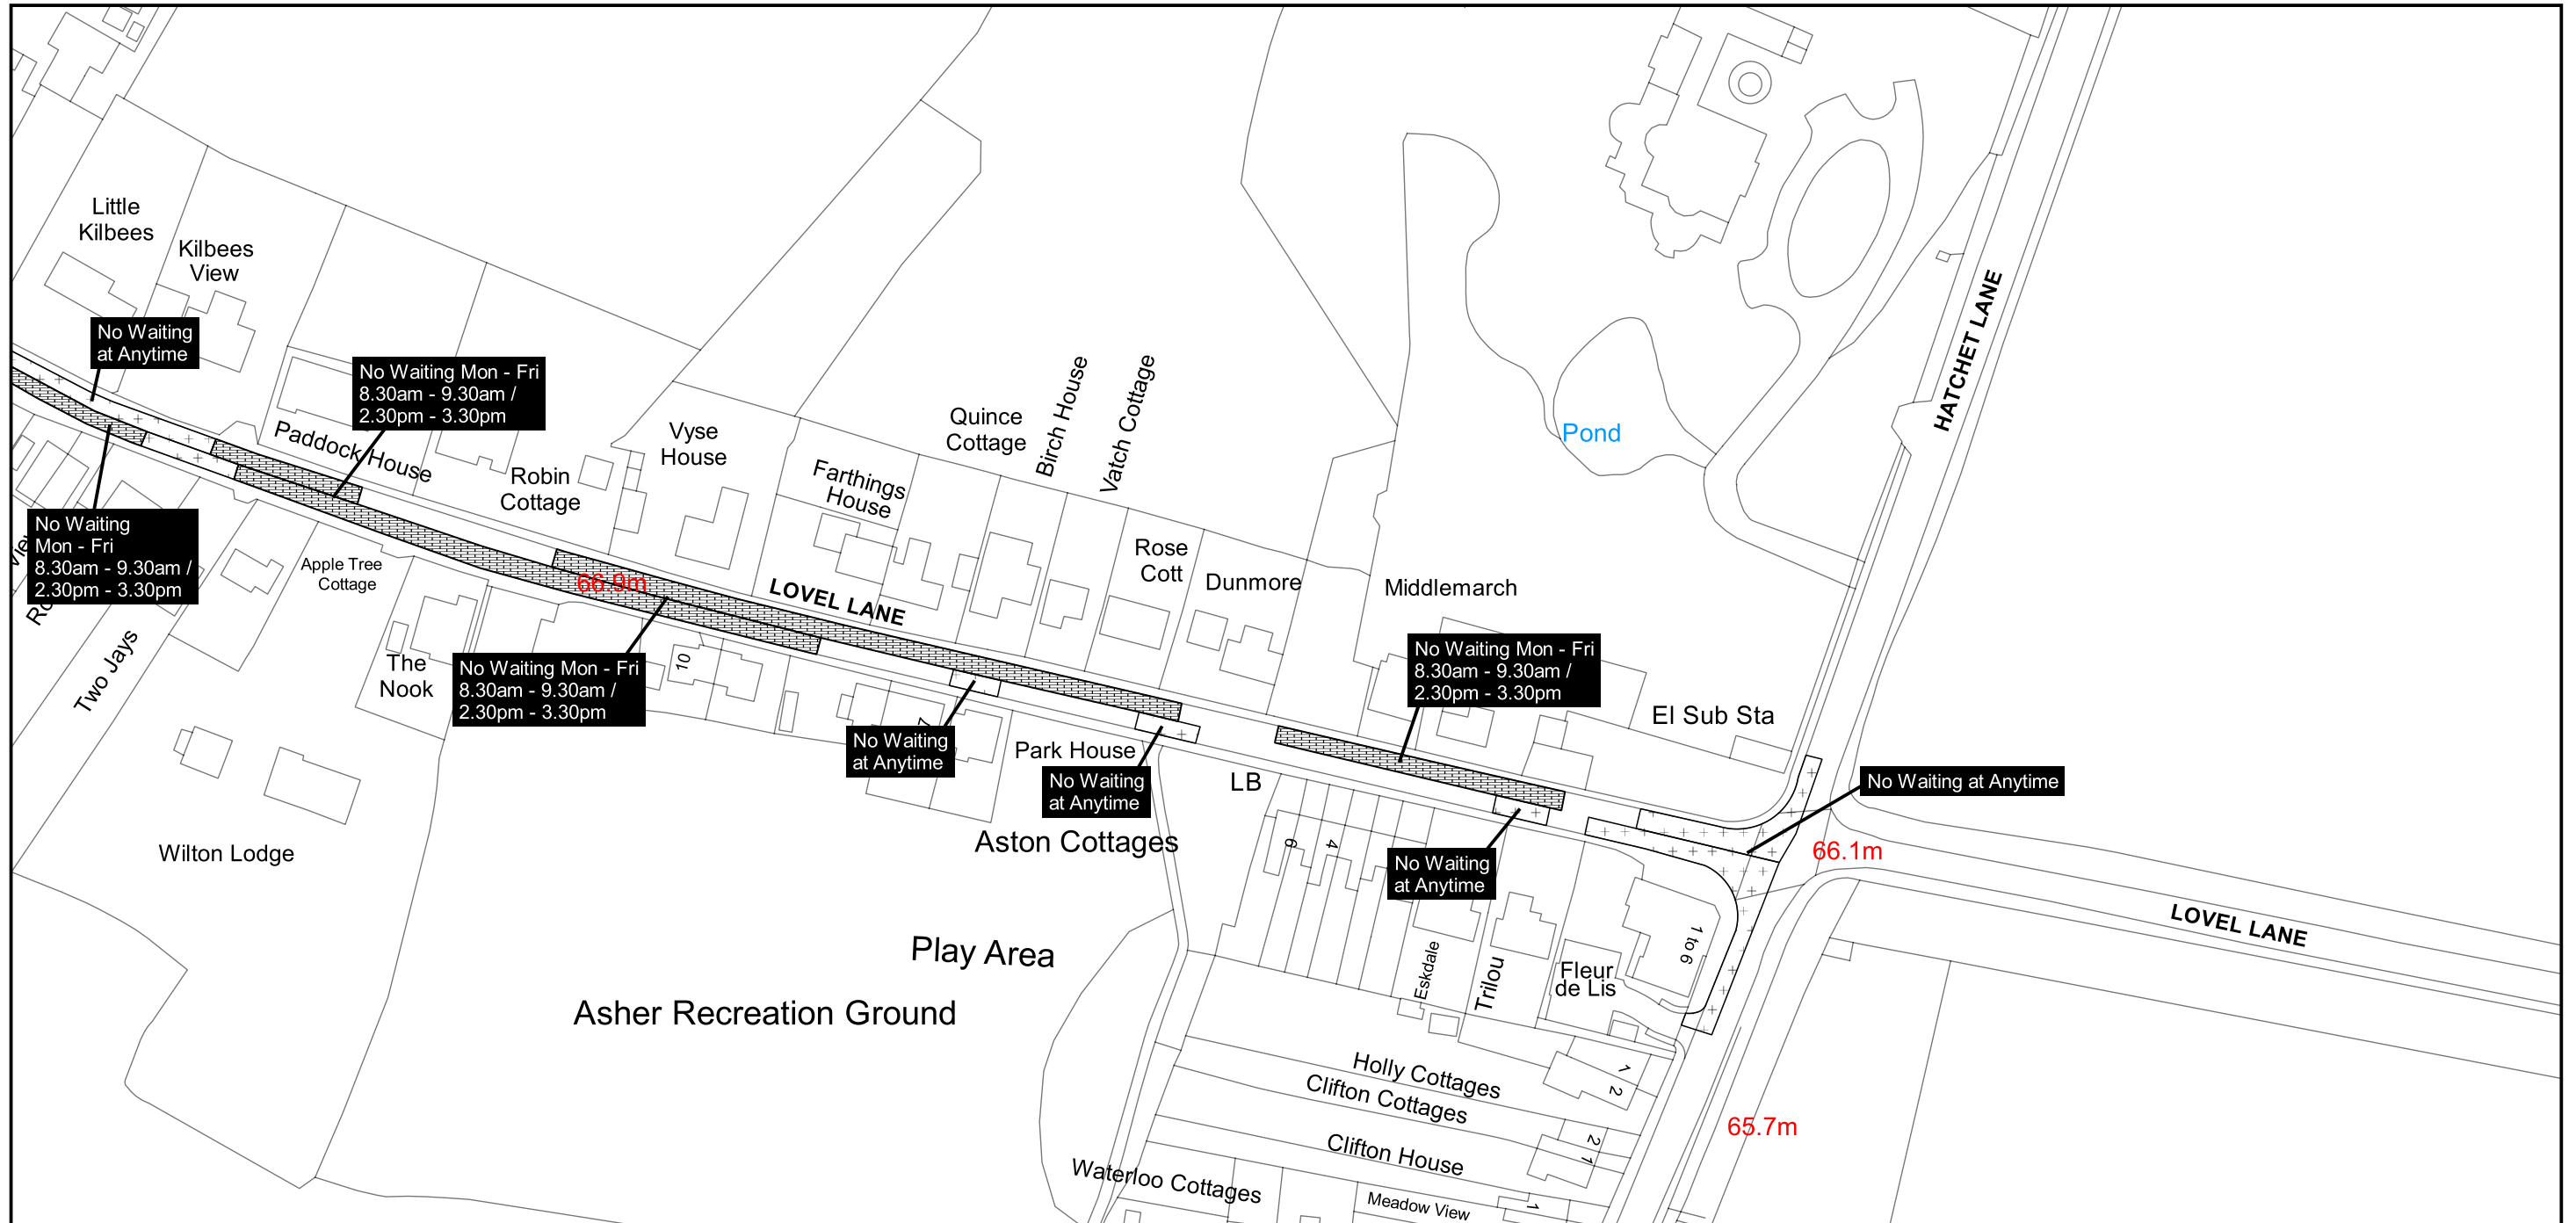 Little
Kilbees
Kilbees
View
No Waiting
at Anytime
No Waiting Mon - Fri
8.30am - 9.30am /
2.30pm - 3.30pm
Paddock House
No Waiting
Mon - Fri
8.30am - 9.30am /
2.30pm - 3.30pm
Robin
Cottage
Vyse
House
Farthings
House
Quince
Cottage
Birch House
Vatch Cottage
Rose
Cott
Dunmore
Middlemarch
Pond
HATCHET LANE
Apple Tree
Cottage
66.9m
LOVEL LANE
Two Jays
The
Nook
No Waiting Mon - Fri
8.30am - 9.30am /
2.30pm - 3.30pm
10
7
No Waiting
at Anytime
Park House
No Waiting
at Anytime
LB
No Waiting Mon - Fri
8.30am - 9.30am /
2.30pm - 3.30pm
El Sub Sta
No Waiting at Anytime
Wilton Lodge
Aston Cottages
6
4
No Waiting
at Anytime
66.1m
LOVEL LANE
Play Area
Asher Recreation Ground
Eskdale
Trilou
Fleur
de Lis
1 to 6
Holly Cottages
1
2
Clifton Cottages
65.7m
Clifton House
2
1
Waterloo Cottages
Meadow View
1